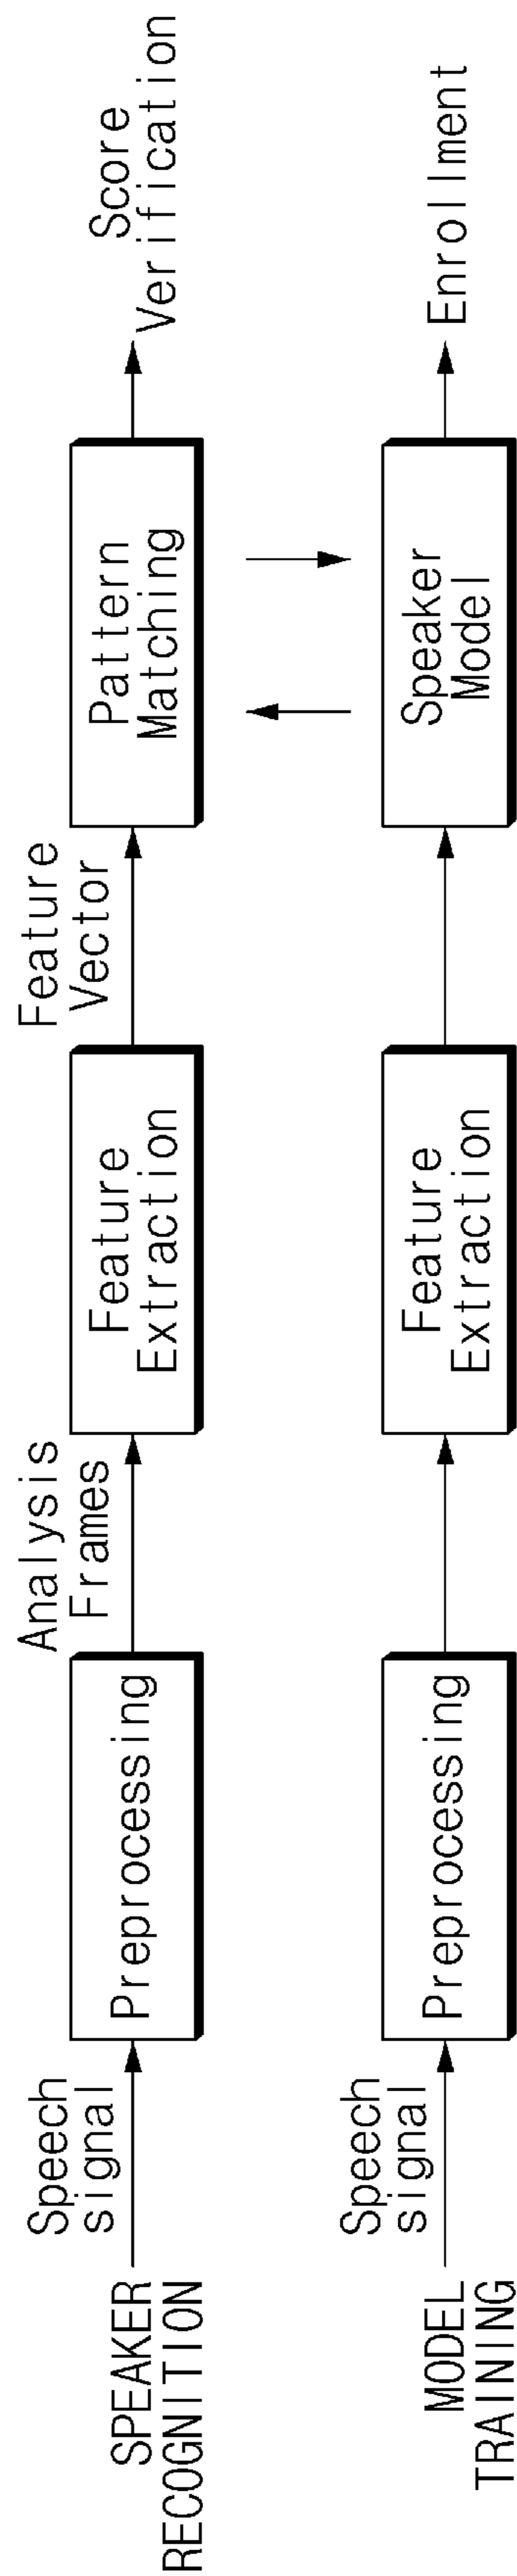 SPEAKER
RECOGNITION
Speech
signal
Preprocessing
Analysis
Frames
Feature
Extraction
Feature
Vector
Pattern
Matching
Score
Verification
MODEL
TRAINING
Speech
signal
Preprocessing
Feature
Extraction
Speaker
Model
Enrollment